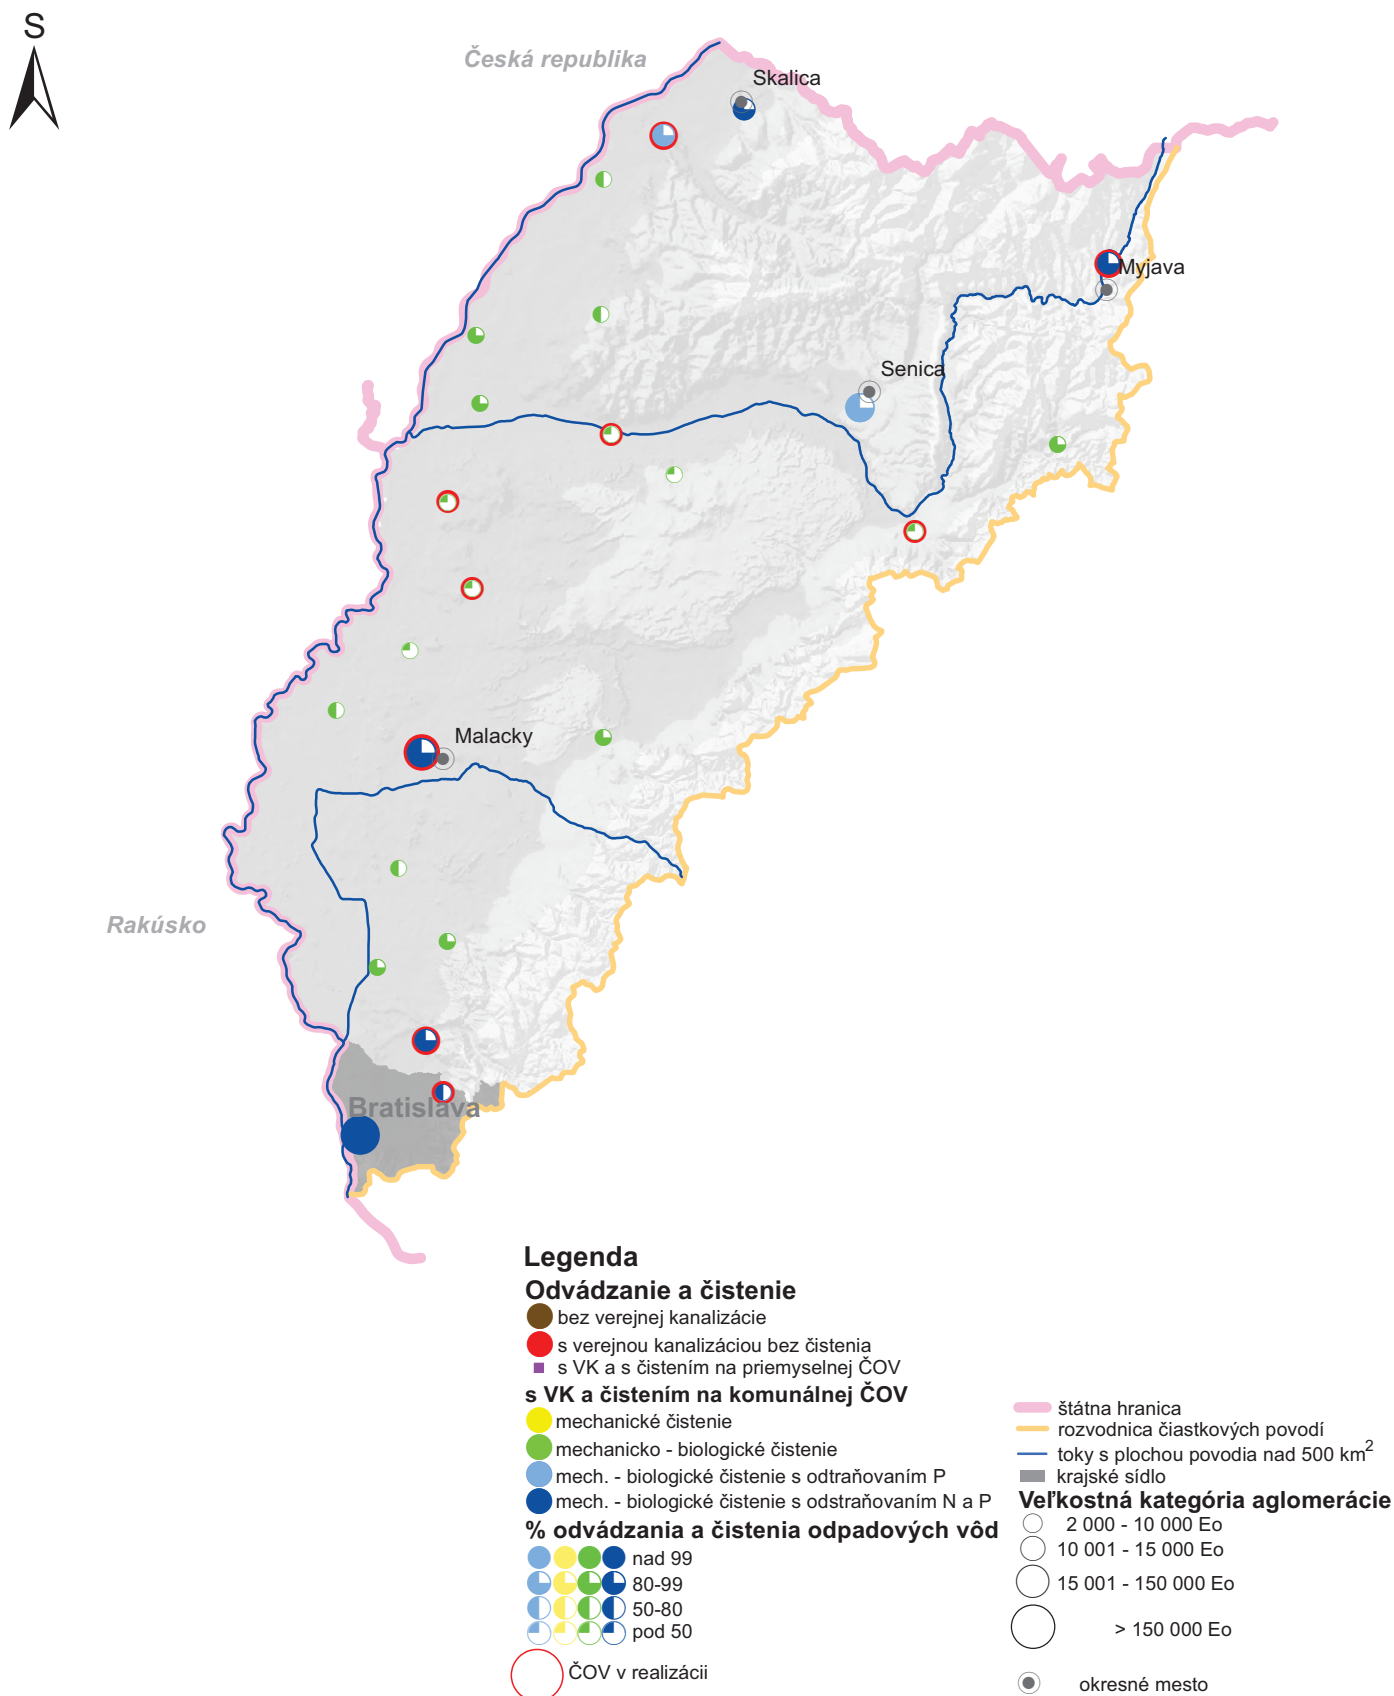 S
Česká republika
Skalica
Myjava
Senica
Malacky
Rakúsko
Bratislava
Legenda
Odvádzanie a čistenie
bez verejnej kanalizácie
s verejnou kanalizáciou bez čistenia
s VK a s čistením na priemyselnej ČOV
s VK a čistením na komunálnej ČOV
mechanické čistenie
mechanicko - biologické čistenie
mech. - biologické čistenie s odtraňovaním P
mech. - biologické čistenie s odstraňovaním N a P
% odvádzania a čistenia odpadových vôd
nad 99
80-99
50-80
pod 50
ČOV v realizácii
štátna hranica
rozvodnica čiastkových povodí
toky s plochou povodia nad 500 km²
krajské sídlo
Veľkostná kategória aglomerácie
2 000 - 10 000 Eo
10 001 - 15 000 Eo
15 001 - 150 000 Eo
> 150 000 Eo
okresné mesto